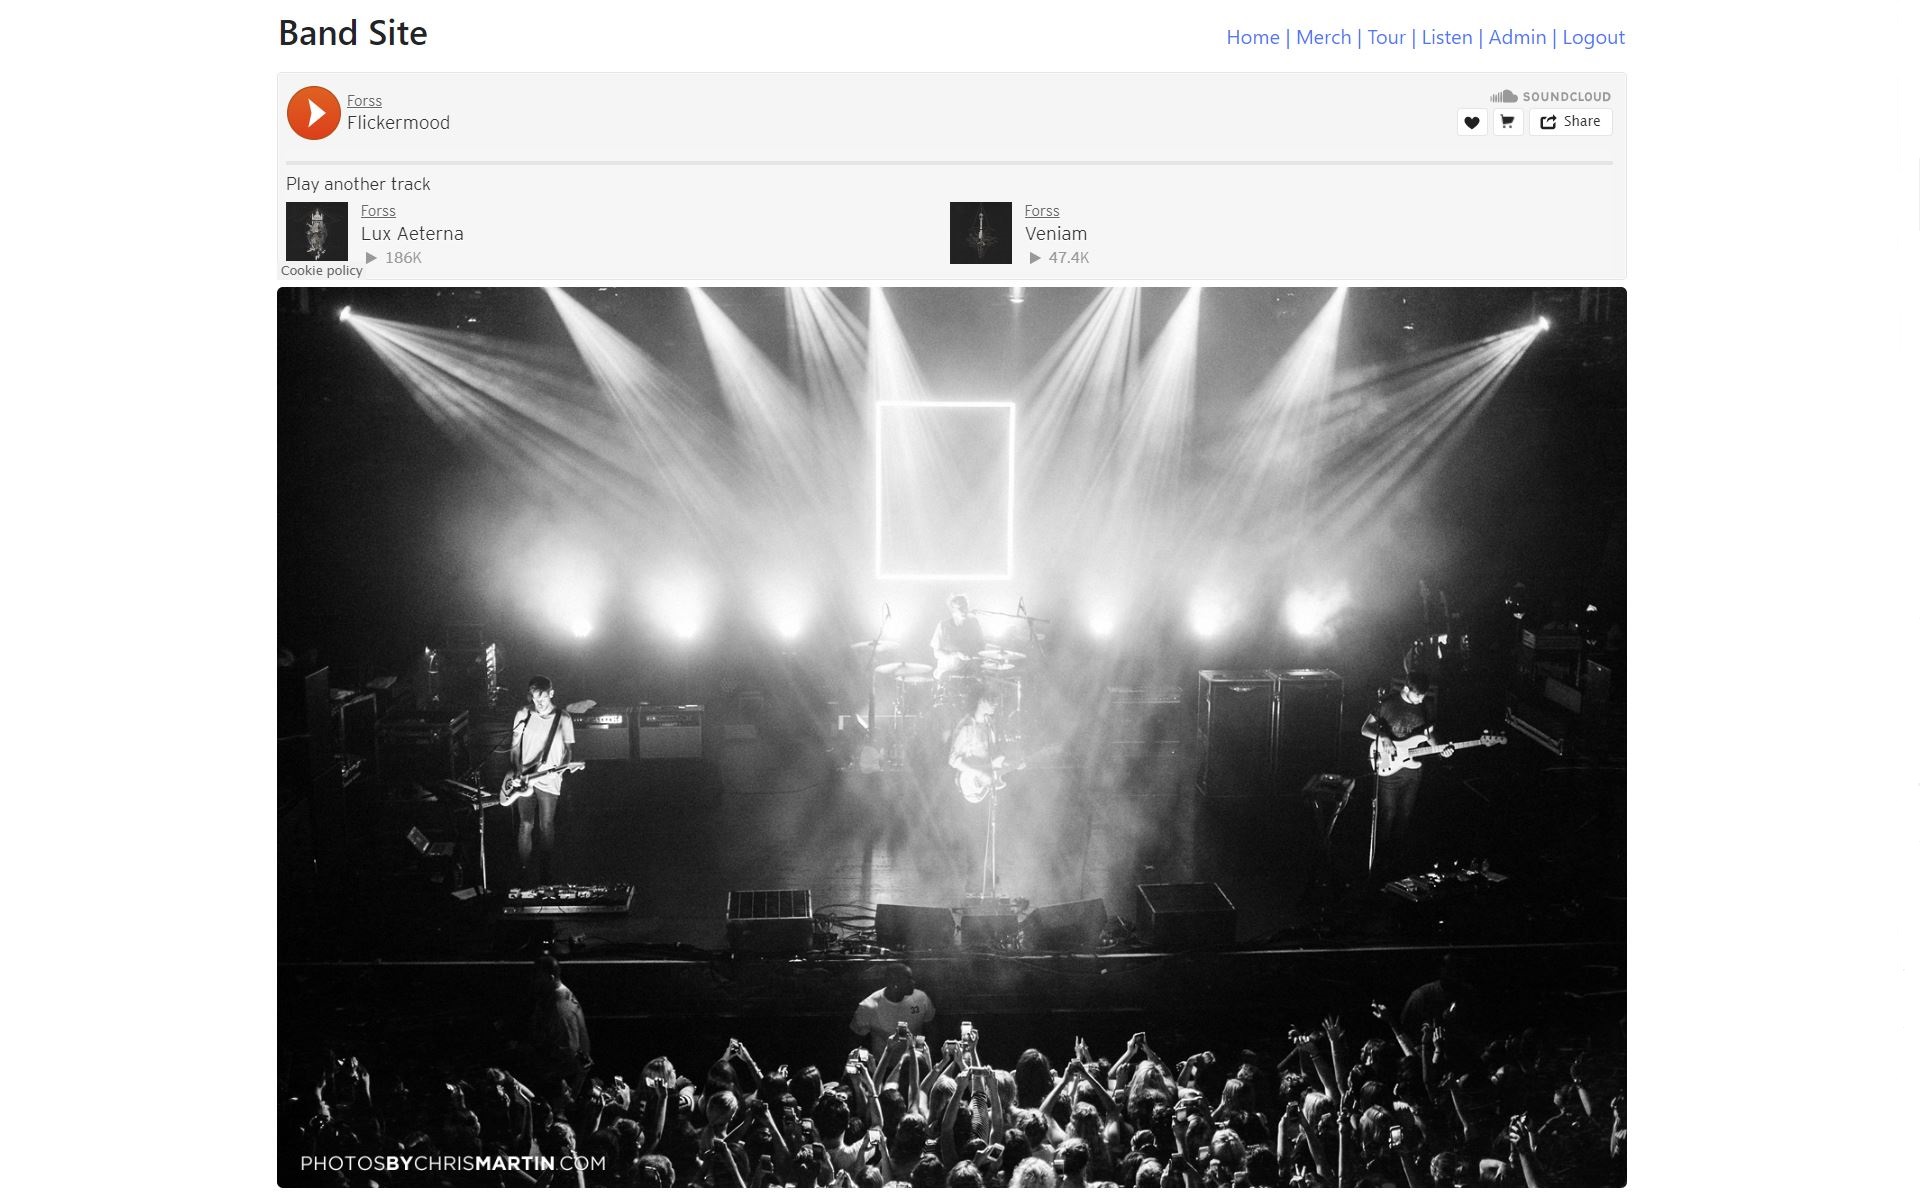 Band Site
Home | Merch | Tour | Listen | Admin | Logout
Forss
Flickermood
SOUNDCLOUD
Share
Play another track
Forss
Lux Aeterna
186K
Forss
Veniam
47.4K
Cookie policy
33
PHOTOSBYCHRISMARTIN.COM